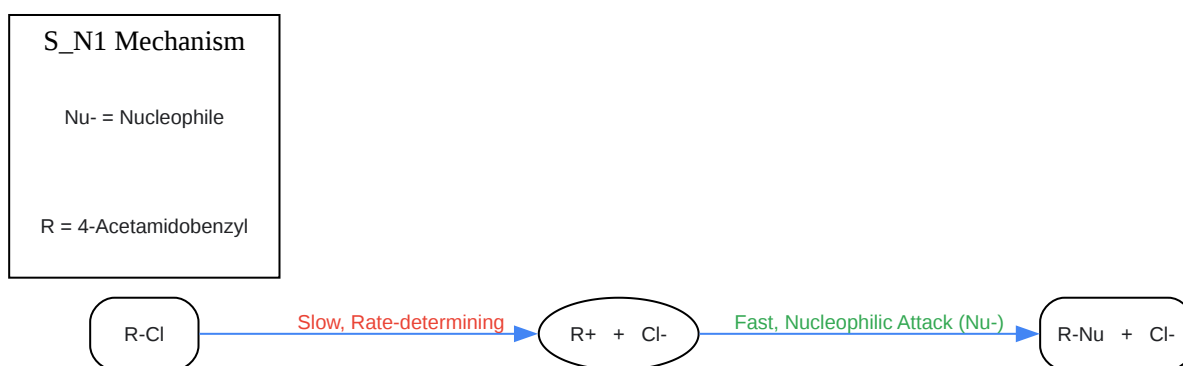 S_N1 Mechanism
Nu- = Nucleophile
R = 4-Acetamidobenzyl
R-Cl
Slow, Rate-determining
R+ + Cl-
Fast, Nucleophilic Attack (Nu-)
R-Nu + Cl-